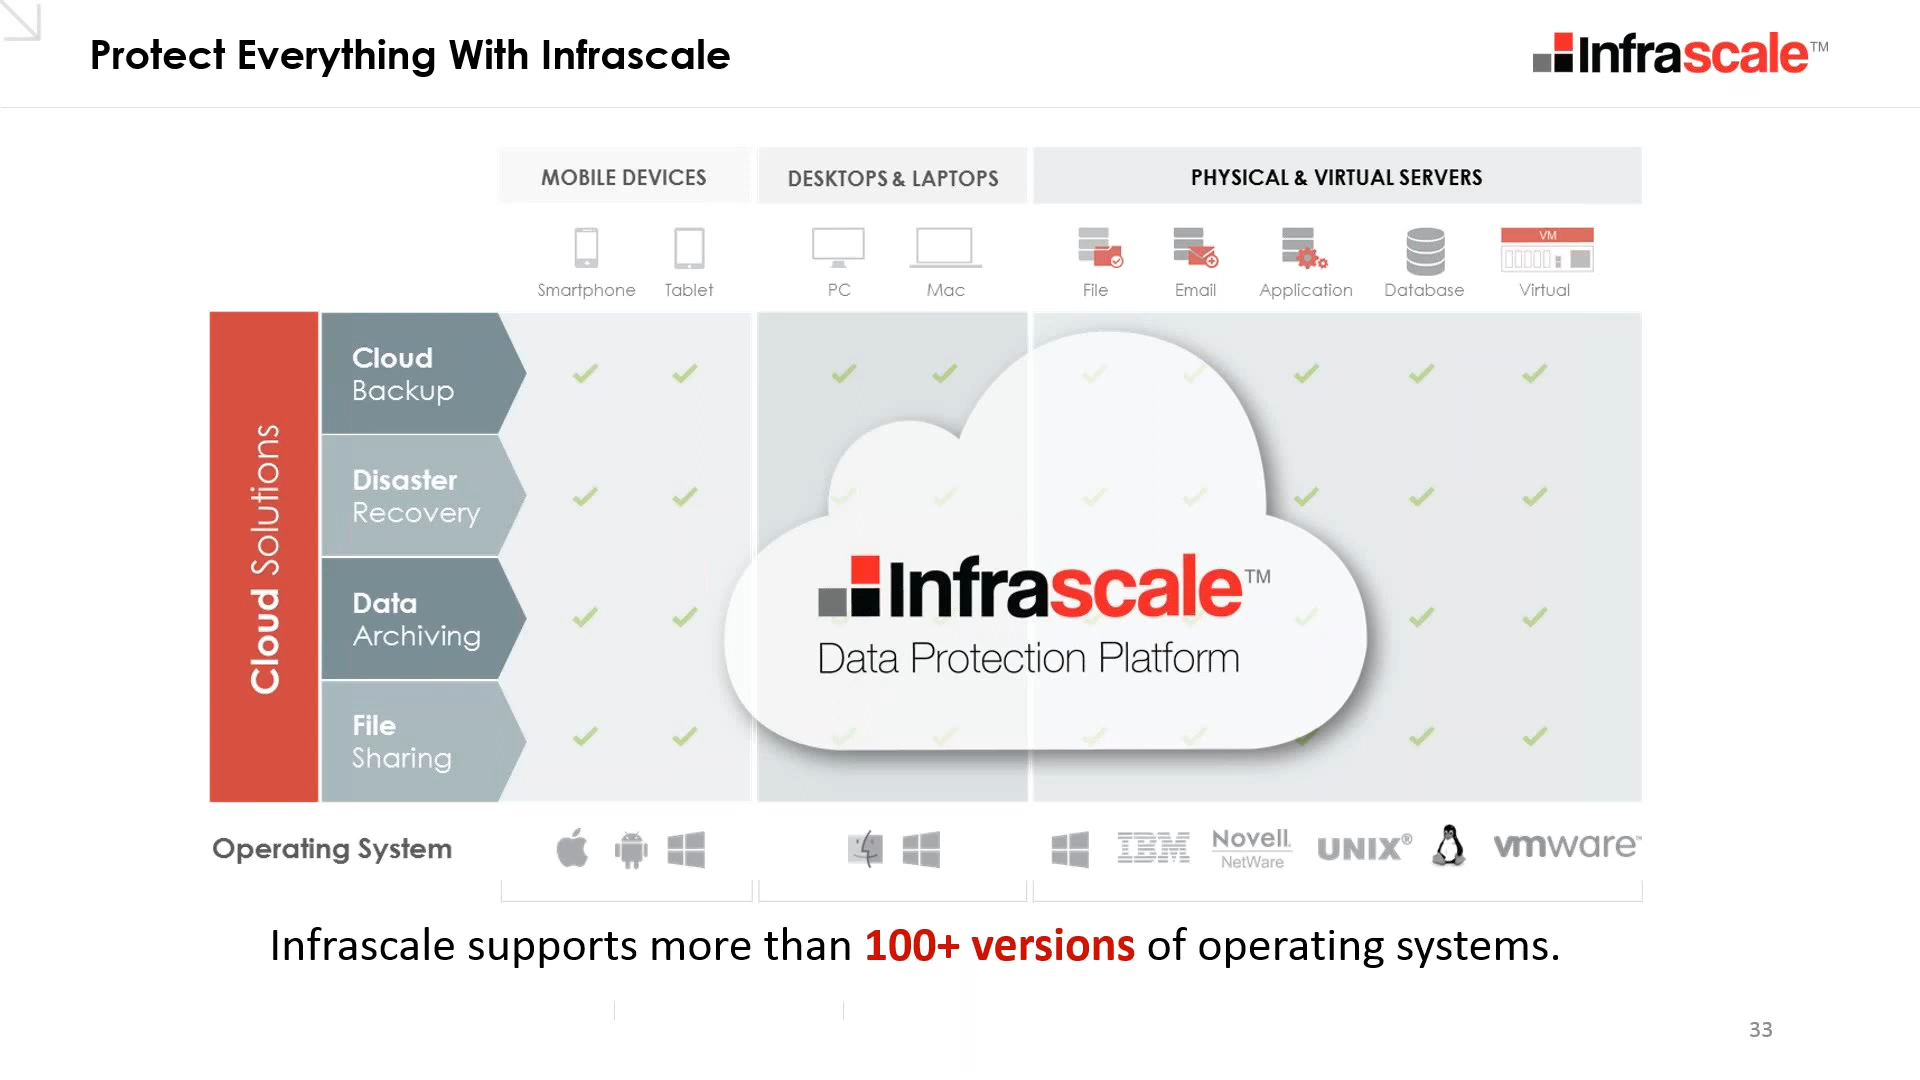 Protect Everything With Infrascale
Infrascale™
MOBILE DEVICES
DESKTOPS & LAPTOPS
PHYSICAL & VIRTUAL SERVERS
VM
Smartphone
Tablet
PC
Mac
File
Email
Application
Database
Virtual
Cloud Solutions
Cloud
Backup
Disaster
Recovery
Data
Archiving
File
Sharing
Infrascale™
Data Protection Platform
Operating System
IBM
Novell.
NetWare
UNIX®
vmware™
Infrascale supports more than 100+ versions of operating systems.
33